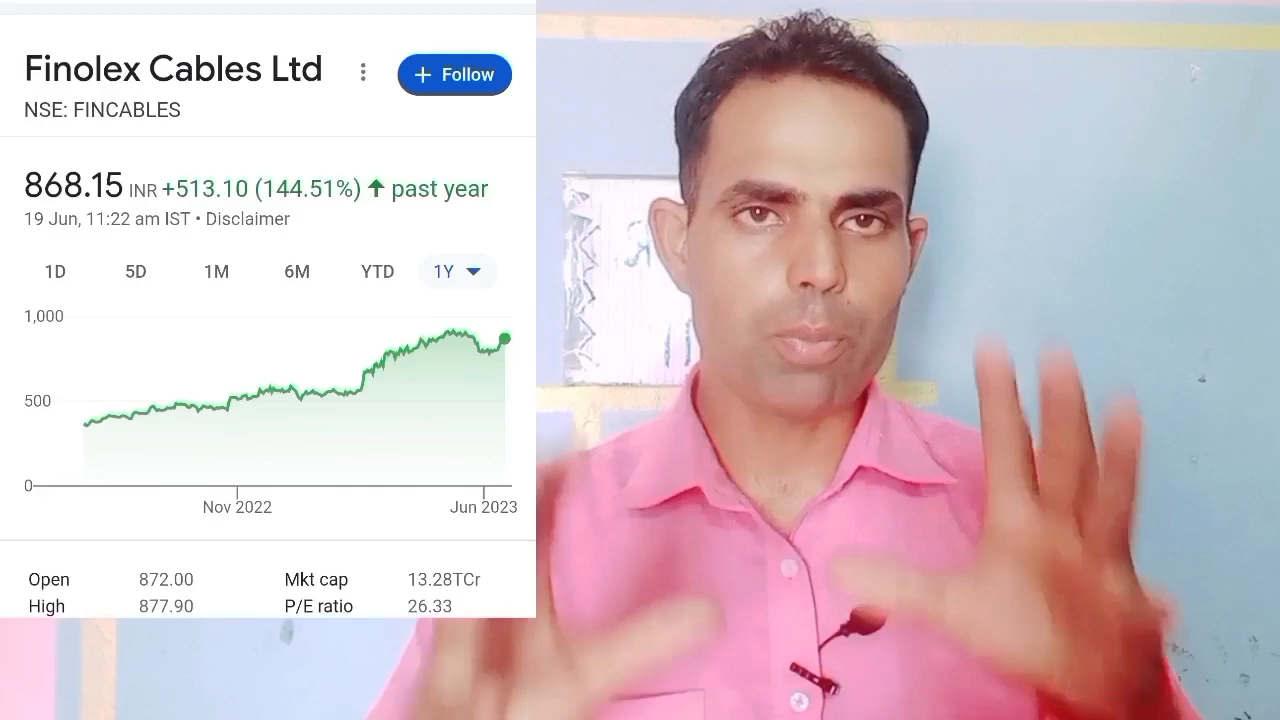 Finolex Cables Ltd
+ Follow
NSE: FINCABLES
868.15 INR +513.10 (144.51%) ↑ past year
19 Jun, 11:22 am IST • Disclaimer
1D 5D 1M 6M YTD 1Y
1,000
500
0
Nov 2022 Jun 2023
Open 872.00 Mkt cap 13.28TCr
High 877.90 P/E ratio 26.33